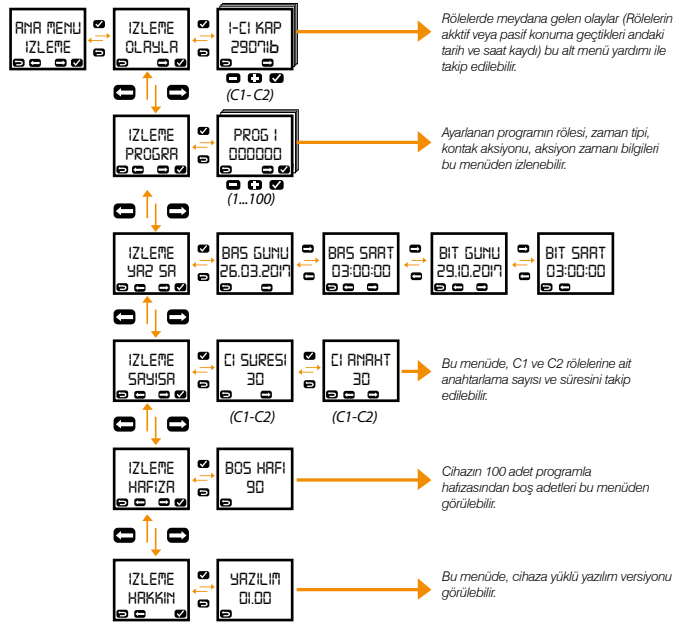 ANA MENU
IZLEME
IZLEME
OLAYLA
1-C1 KAP
290716
(C1- C2)
Rölelerde meydana gelen olaylar (Rölelerin
akktif veya pasif konuma geçtikleri andaki
tarih ve saat kaydı) bu alt menü yardımı ile
takip edilebilir.
IZLEME
PROGRA
PROG 1
000000
(1...100)
Ayarlanan programın rölesi, zaman tipi,
kontak aksiyonu, aksiyon zamanı bilgileri
bu menüden izlenebilir.
IZLEME
YAZ SA
BAS GUNU
26.03.2017
BAS SAAT
03:00:00
BIT GUNU
29.10.2017
BIT SAAT
03:00:00
IZLEME
SAYISA
C1 SURESI
30
(C1-C2)
C1 ANAHT
30
(C1-C2)
Bu menüde, C1 ve C2 rölelerine ait
anahtarlama sayısı ve süresini takip
edilebilir.
IZLEME
HAFIZA
BOS HAFI
90
Cihazın 100 adet programla
hafızasından boş adetleri bu menüden
görülebilir.
IZLEME
HAKKIN
YAZILIM
01.00
Bu menüde, cihaza yüklü yazılım versiyonu
görülebilir.